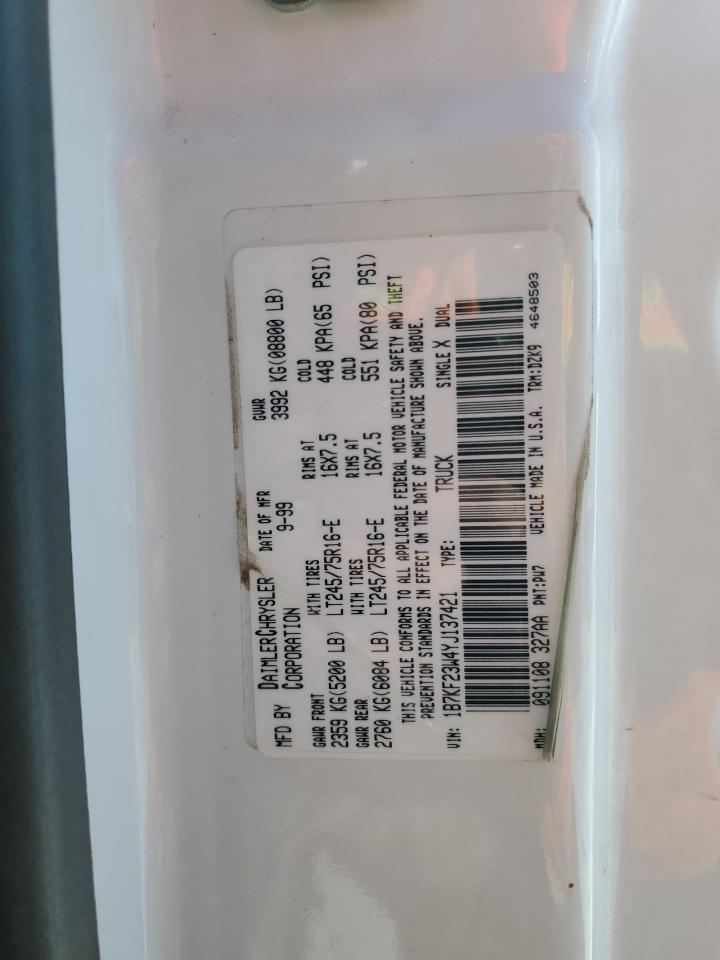 MFD BY DAIMLERCHRYSLER CORPORATION DATE OF MFR 9-99 GVWR 3992 KG(08800 LB)
GAWR FRONT WITH TIRES RIMS AT COLD
2359 KG(5200 LB) LT245/75R16-E 16X7.5 448 KPA(65 PSI)
GAWR REAR WITH TIRES RIMS AT COLD
2760 KG(6084 LB) LT245/75R16-E 16X7.5 551 KPA(80 PSI)
THIS VEHICLE CONFORMS TO ALL APPLICABLE FEDERAL MOTOR VEHICLE SAFETY AND THEFT
PREVENTION STANDARDS IN EFFECT ON THE DATE OF MANUFACTURE SHOWN ABOVE.
VIN: 1B7KF23W4YJ137421 TYPE: TRUCK SINGLE X DUAL
MDH: 091108 327AA PNT:PW7 VEHICLE MADE IN U.S.A. TRM:DZK9 4648503